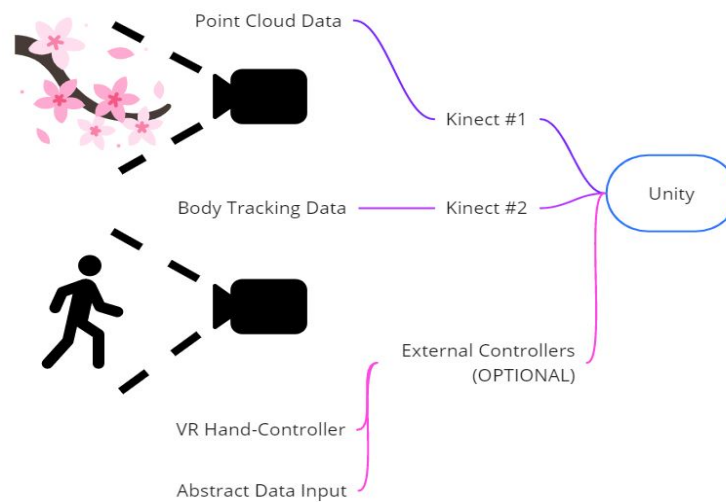 Point Cloud Data
Kinect #1
Unity
Body Tracking Data
Kinect #2
External Controllers
(OPTIONAL)
VR Hand-Controller
Abstract Data Input